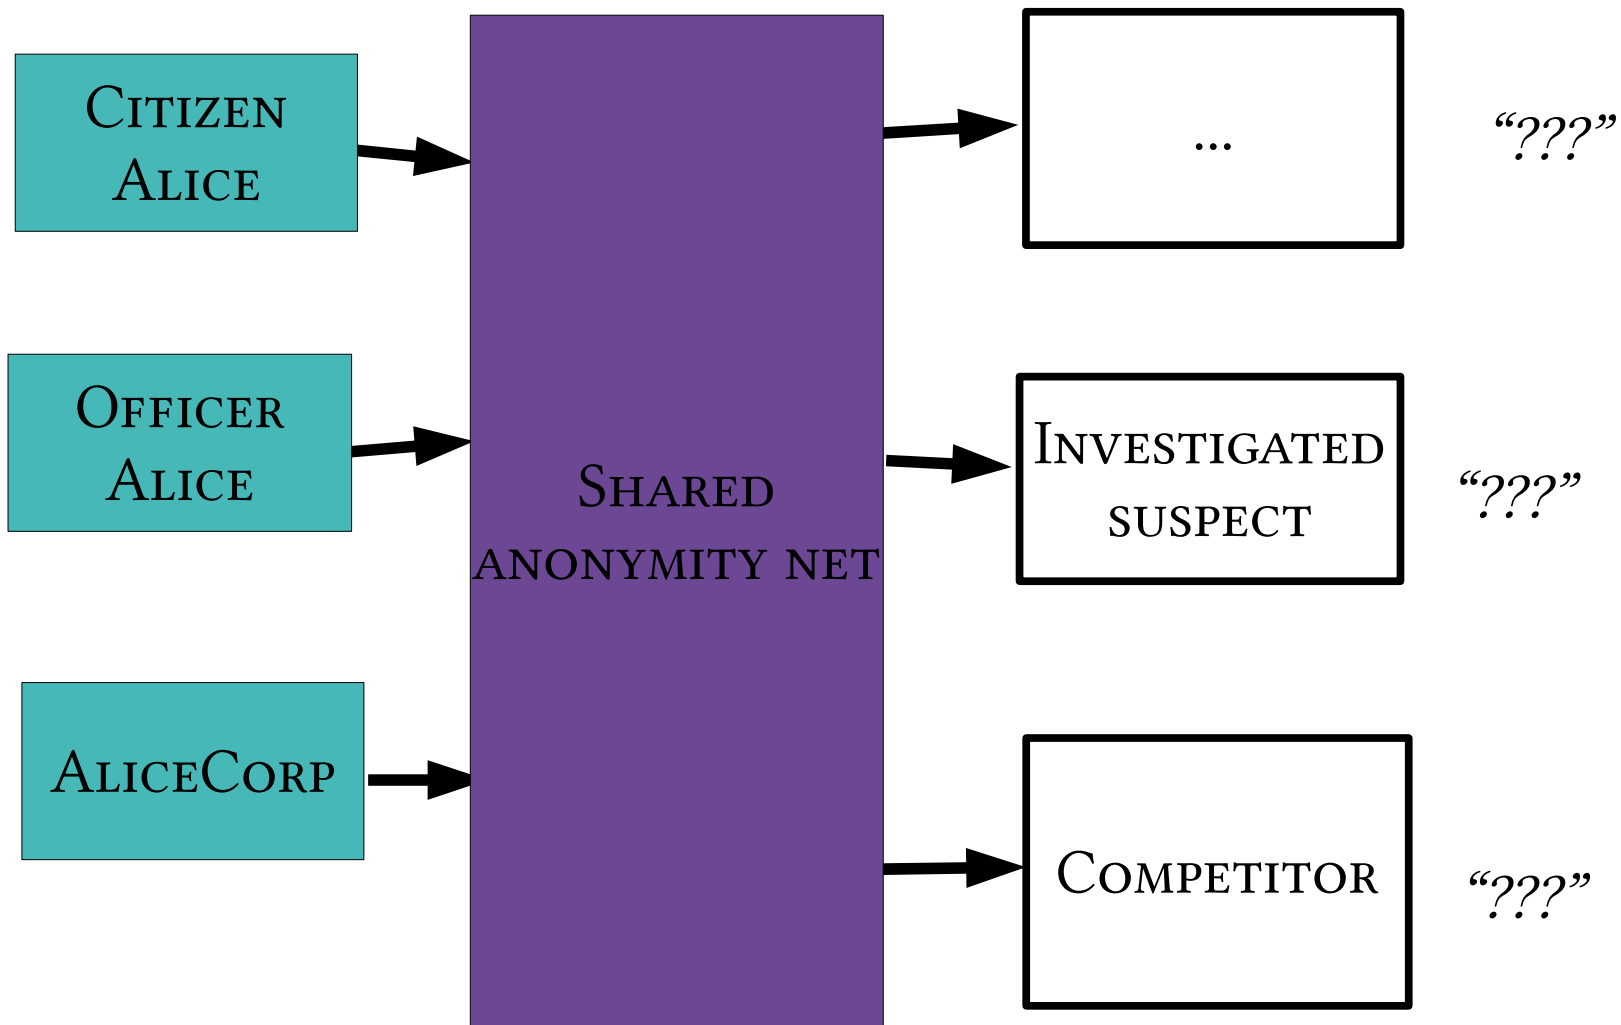 Citizen
Alice
...
“???”
Officer
Alice
Shared
anonymity net
Investigated
suspect
“???”
AliceCorp
Competitor
“???”